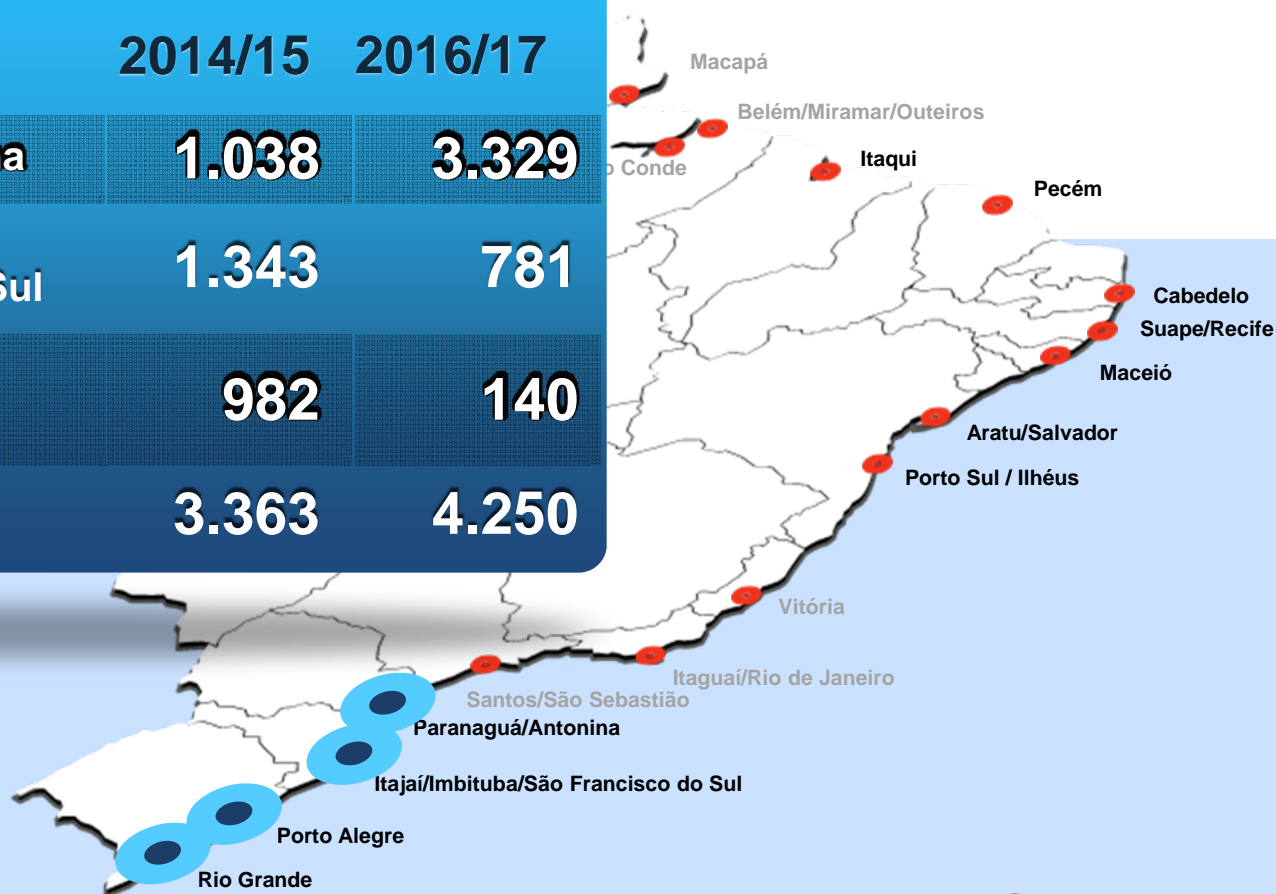 2014/15 2016/17
a 1.038 3.329
Sul 1.343 781
982 140
3.363 4.250
Macapá
Belém/Miramar/Outeiros
Conde
Itaqui
Pecém
Cabedelo
Suape/Recife
Maceió
Aratu/Salvador
Porto Sul / Ilhéus
Vitória
Itaguaí/Rio de Janeiro
Santos/São Sebastião
Paranaguá/Antonina
Itajaí/Imbituba/São Francisco do Sul
Porto Alegre
Rio Grande